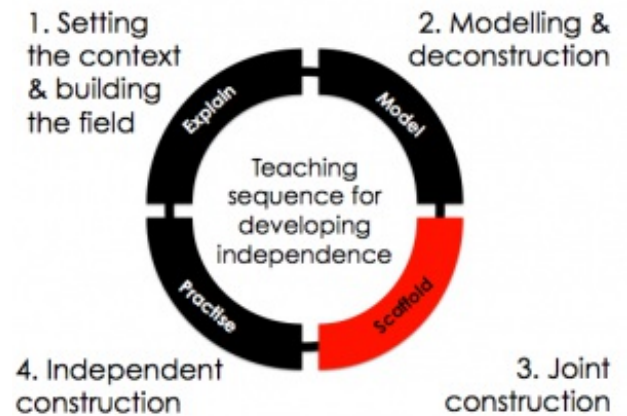 1. Setting
the context
& building
the field
2. Modelling &
deconstruction
Explain
Model
Teaching
sequence for
developing
independence
Practise
Scaffold
4. Independent
construction
3. Joint
construction